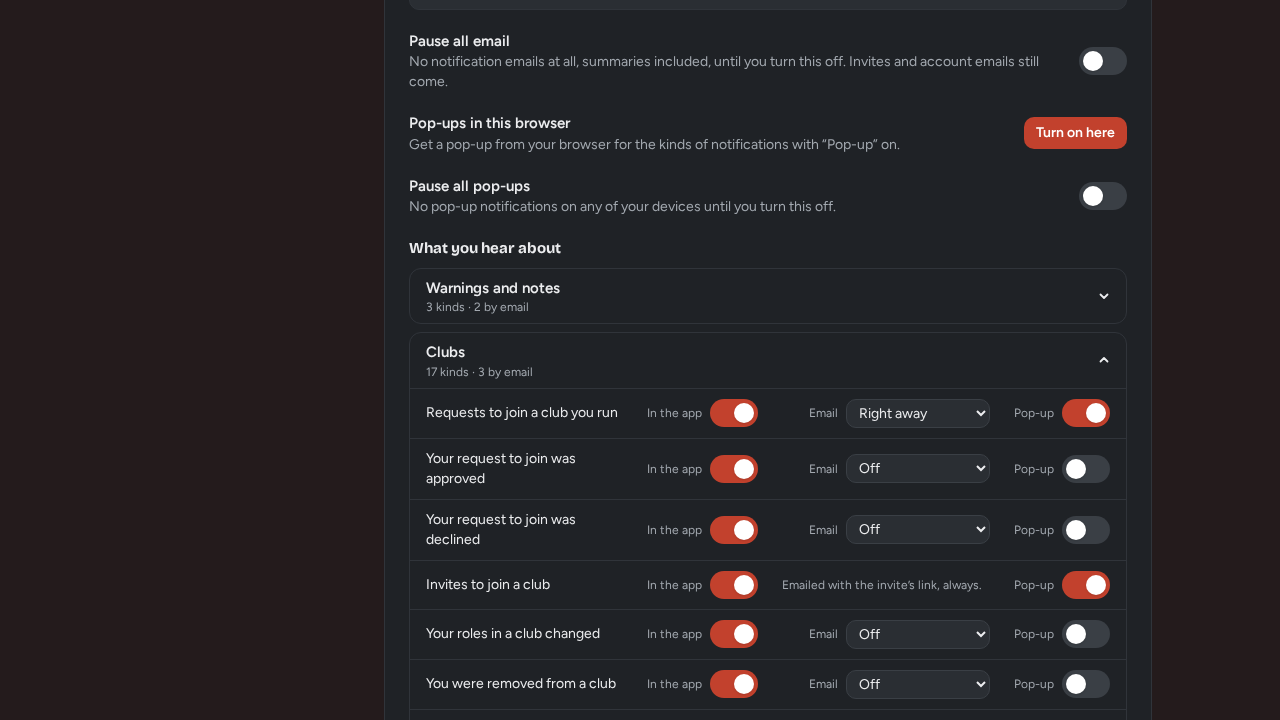 Pause all email
No notification emails at all, summaries included, until you turn this off. Invites and account emails still
come.
Pop-ups in this browser
Get a pop-up from your browser for the kinds of notifications with “Pop-up” on.
Turn on here
Pause all pop-ups
No pop-up notifications on any of your devices until you turn this off.
What you hear about
Warnings and notes
3 kinds · 2 by email
Clubs
17 kinds · 3 by email
Requests to join a club you run In the app Email Right away Pop-up
Your request to join was
approved
In the app Email Off Pop-up
Your request to join was
declined
In the app Email Off Pop-up
Invites to join a club In the app Emailed with the invite’s link, always. Pop-up
Your roles in a club changed In the app Email Off Pop-up
You were removed from a club In the app Email Off Pop-up